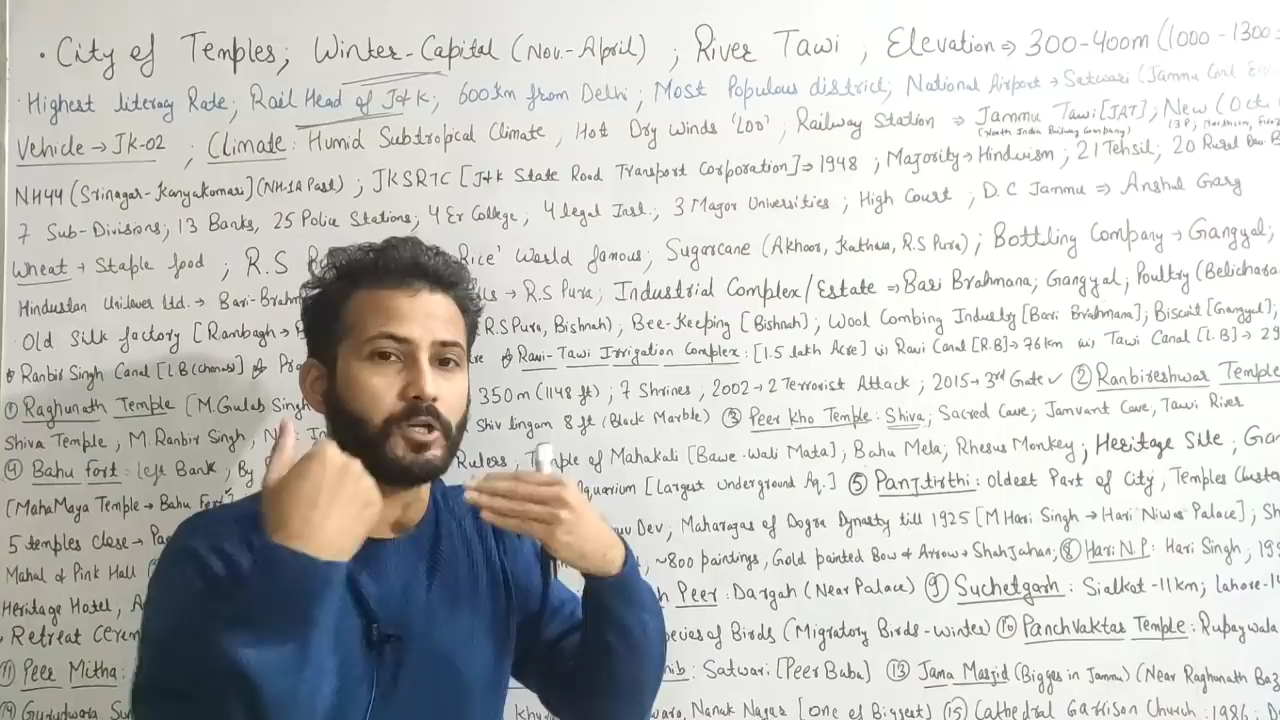 • City of Temples; Winter-Capital (Nov.-April) ; River Tawi , Elevation ⇒ 300-400m (1000-1300
• Highest literacy Rate; Rail Head of J+K; 600km from Delhi ; Most Populous district; National Airport → Satwari (Jammu Civil
Vehicle → JK-02 ; Climate: Humid Subtropical Climate, Hot Dry Winds 'Loo', Railway Station ⇒ Jammu Tawi [JAT]; New (Oct
(North India Railway Company)
NH44 (Srinagar-Kanyakumari) (NH-1A Past) ; JKSRTC [J+K State Road Transport Corporation] ⇒ 1948 ; Majority → Hinduism ; 21 Tehsil, 20 Rural Dev. B
7 Sub-Divisions; 13 Banks, 25 Police Stations; 4 Er College ; 4 legal Inst.; 3 Major Universities ; High Court ; D.C Jammu ⇒ Anshul Garg
Wheat → Staple food ; R.S Rice' World famous; Sugarcane (Akhoor, Kathua, R.S Pura) ; Bottling Company → Gangyal;
Hindustan Unilever Ltd. → Bari-Brahm → R.S Pura; Industrial Complex/Estate ⇒ Bari Brahmana; Gangyal; Poultry (Belichara
• Old Silk factory [Rambagh → (R.S Pura, Bishnah); Bee-Keeping [Bishnah]; Wool Combing Industry [Bari Brahmana]; Biscuit [Gangyal];
Ranbir Singh Canal [L.B (Chenab)] Ravi-Tawi Irrigation Complex: [1.5 lakh Acre] Ravi Canal [R.B] → 76km Tawi Canal [L.B] → 29
① Raghunath Temple [M.Gulab Singh 350m (1148 ft) ; 7 Shrines , 2002 → 2 Terrorist Attack ; 2015 → 3rd Gate ✓ ② Ranbireshwar Temple
Shiva Temple , M.Ranbir Singh, Shiv lingam 8 ft (Black Marble) ③ Peer Kho Temple: Shiva; Sacred Cave; Jamvant Cave, Tawi River
④ Bahu fort: left Bank , By Rulers, Temple of Mahakali [Bawe-Wali Mata] ; Bahu Mela; Rhesus Monkey; Heritage Site,
[MahaMaya Temple → Bahu Fort Aquarium [Largest Underground Aq.] ⑤ Panjtirthi: Oldest Part of City, Temples Cluste
5 temples close → Dev, Maharajas of Dogra Dynasty till 1925 [M Hari Singh → Hari Niwas Palace] ;
Mahal & Pink Hall ~800 paintings, Gold painted Bow & Arrow → Shah Jahan; ⑧ Hari N.P: Hari Singh , 19
Heritage Hotel, Peer: Dargah (Near Palace) ⑨ Suchetgarh: Sialkot-11km; Lahore-1
• Retreat Cerem Species of Birds (Migratory Birds-Winter) ⑩ Panchvaktar Temple: Rupaywala
⑪ Peer Mitha: Satwari [Peer Baba] ⑬ Jama Masjid (Bigges in Jammu) (Near Raghunath Baz
⑭ Gurudwara Nanak Nagar [One of Biggest] ⑮ Cathedral Garrison Church